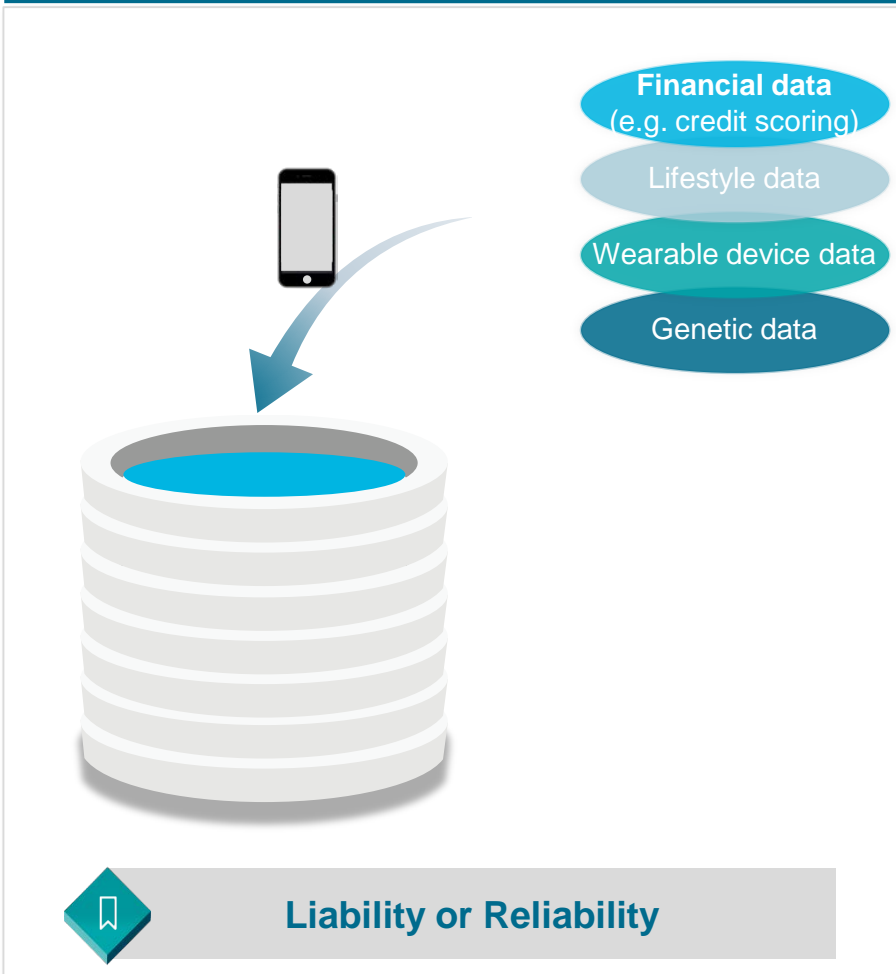 Financial data
(e.g. credit scoring)
Lifestyle data
Wearable device data
Genetic data
Liability or Reliability